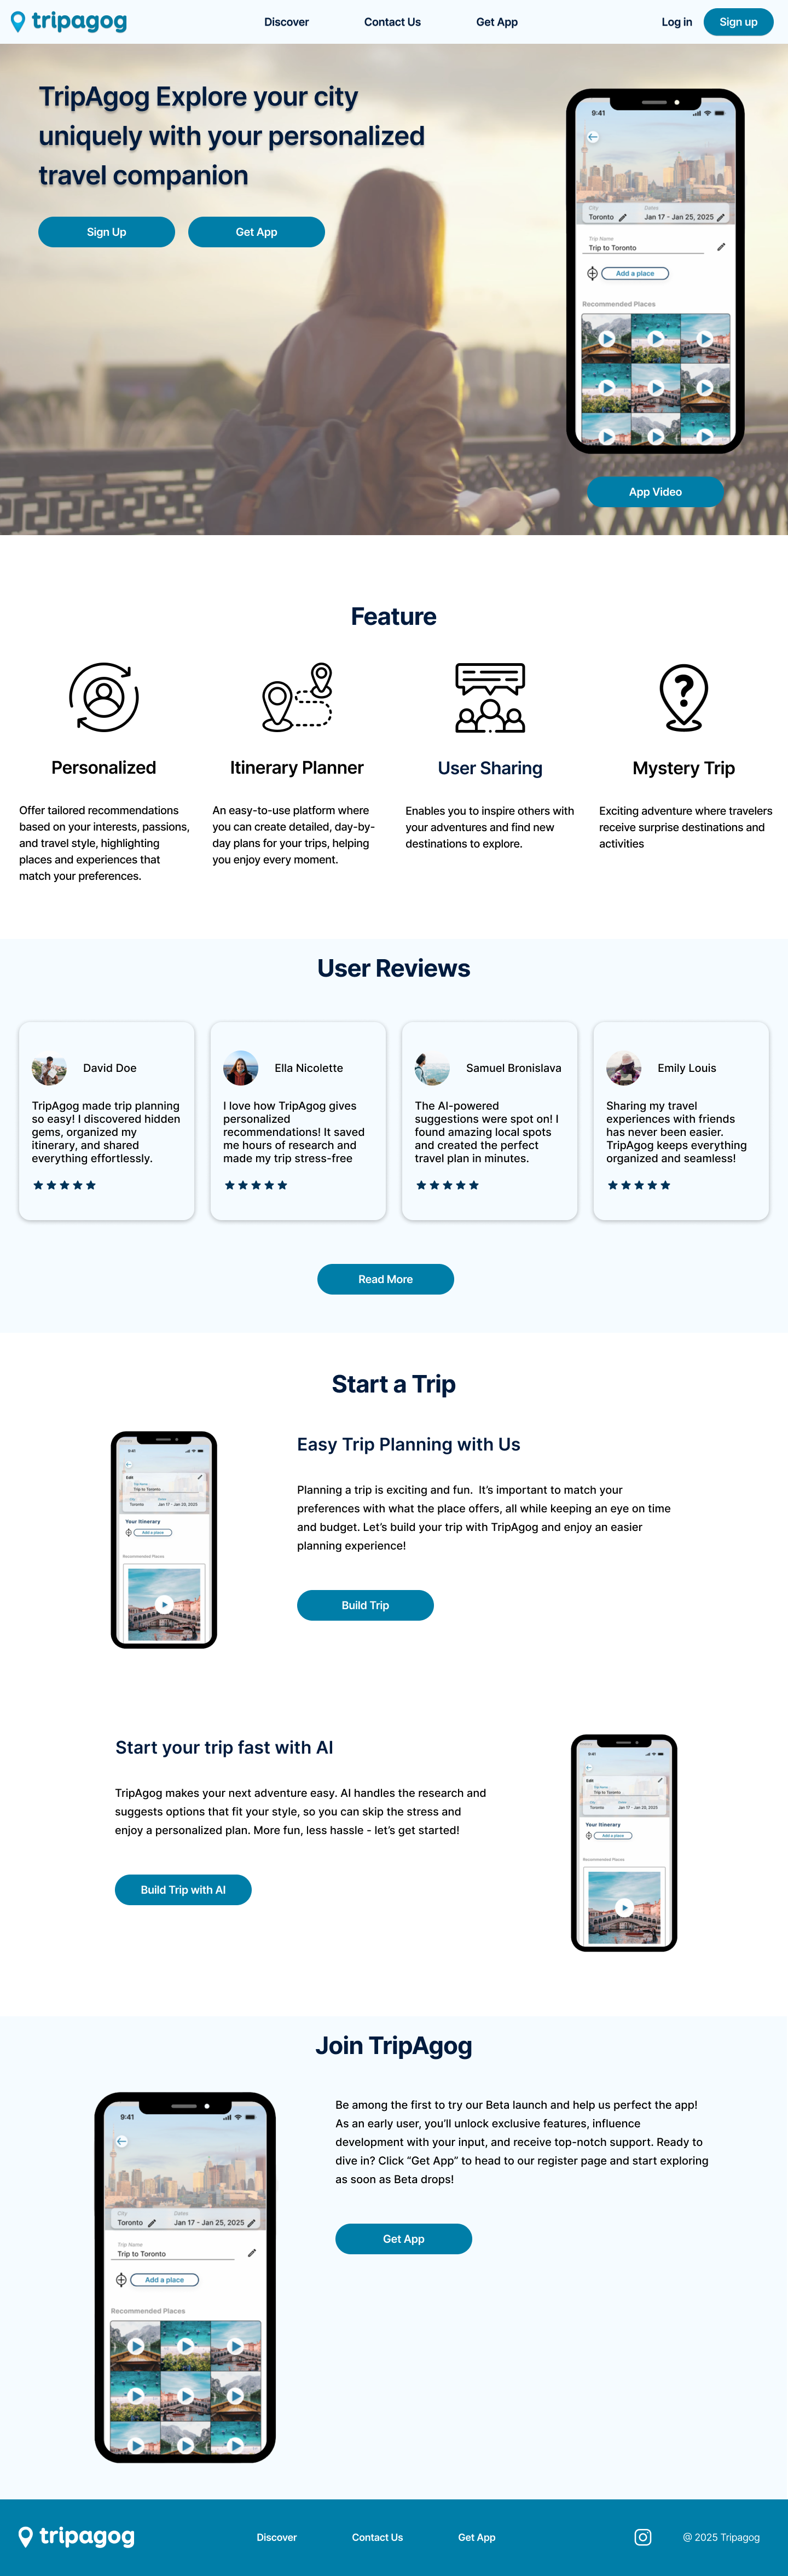 tripagog
Discover
Contact Us
Get App
Log in
Sign up
TripAgog Explore your city
uniquely with your personalized
travel companion
Sign Up
Get App
9:41
City
Toronto
Dates
Jan 17 - Jan 25, 2025
Trip Name
Trip to Toronto
Add a place
Recommended Places
App Video
Feature
Personalized
Offer tailored recommendations
based on your interests, passions,
and travel style, highlighting
places and experiences that
match your preferences.
Itinerary Planner
An easy-to-use platform where
you can create detailed, day-by-
day plans for your trips, helping
you enjoy every moment.
User Sharing
Enables you to inspire others with
your adventures and find new
destinations to explore.
Mystery Trip
Exciting adventure where travelers
receive surprise destinations and
activities
User Reviews
David Doe
TripAgog made trip planning
so easy! I discovered hidden
gems, organized my
itinerary, and shared
everything effortlessly.
Ella Nicolette
I love how TripAgog gives
personalized
recommendations! It saved
me hours of research and
made my trip stress-free
Samuel Bronislava
The AI-powered
suggestions were spot on! I
found amazing local spots
and created the perfect
travel plan in minutes.
Emily Louis
Sharing my travel
experiences with friends
has never been easier.
TripAgog keeps everything
organized and seamless!
Read More
Start a Trip
9:41
Edit
Trip Name
Trip to Toronto
City
Toronto
Dates
Jan 17 - Jan 20, 2025
Your Itinerary
Add a place
Recommended Places
Easy Trip Planning with Us
Planning a trip is exciting and fun.  It’s important to match your
preferences with what the place offers, all while keeping an eye on time
and budget. Let’s build your trip with TripAgog and enjoy an easier
planning experience!
Build Trip
Start your trip fast with AI
TripAgog makes your next adventure easy. AI handles the research and
suggests options that fit your style, so you can skip the stress and
enjoy a personalized plan. More fun, less hassle - let’s get started!
Build Trip with AI
9:41
Edit
Trip Name
Trip to Toronto
City
Toronto
Dates
Jan 17 - Jan 20, 2025
Your Itinerary
Add a place
Recommended Places
Join TripAgog
9:41
City
Toronto
Dates
Jan 17 - Jan 25, 2025
Trip Name
Trip to Toronto
Add a place
Recommended Places
Be among the first to try our Beta launch and help us perfect the app!
As an early user, you’ll unlock exclusive features, influence
development with your input, and receive top-notch support. Ready to
dive in? Click “Get App” to head to our register page and start exploring
as soon as Beta drops!
Get App
tripagog
Discover
Contact Us
Get App
@ 2025 Tripagog